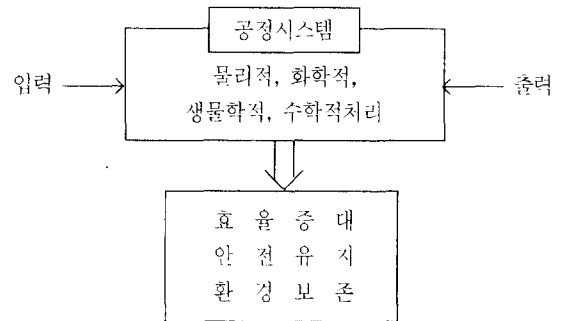 공정시스템
입력
물리적, 화학적,
생물학적, 수학적처리
출력
효 율 증 대
안 전 유 지
환 경 보 존